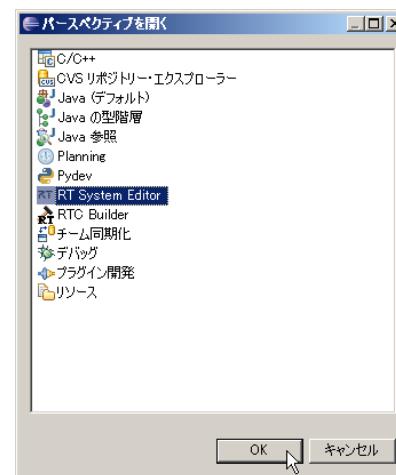 パースペクティブを開く
C/C++
CVS リポジトリー・エクスプローラー
Java (デフォルト)
Java の型階層
Java 参照
Planning
Pydev
RT System Editor
RTC Builder
チーム同期化
デバッグ
プラグイン開発
リソース
OK
キャンセル